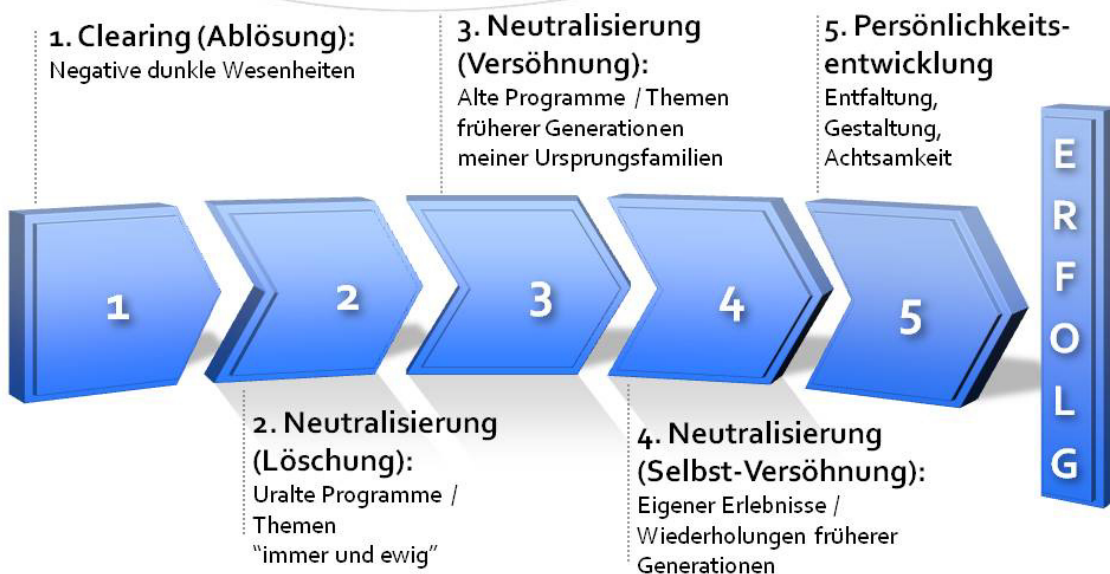 1. Clearing (Ablösung):
Negative dunkle Wesenheiten
3. Neutralisierung
(Versöhnung):
Alte Programme / Themen
früherer Generationen
meiner Ursprungsfamilien
5. Persönlichkeits-
entwicklung
Entfaltung,
Gestaltung,
Achtsamkeit
1
2
3
4
5
E
R
F
O
L
G
2. Neutralisierung
(Löschung):
Uralte Programme /
Themen
"immer und ewig"
4. Neutralisierung
(Selbst-Versöhnung):
Eigener Erlebnisse /
Wiederholungen früherer
Generationen